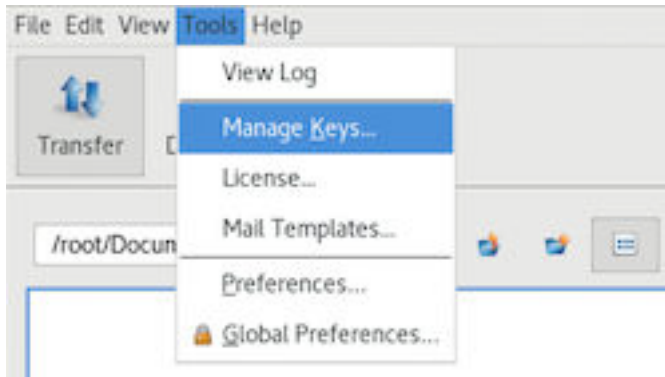 File Edit View Tools Help
View Log
Manage Keys...
Transfer
License...
Mail Templates...
/root/Docum
Preferences...
Global Preferences...